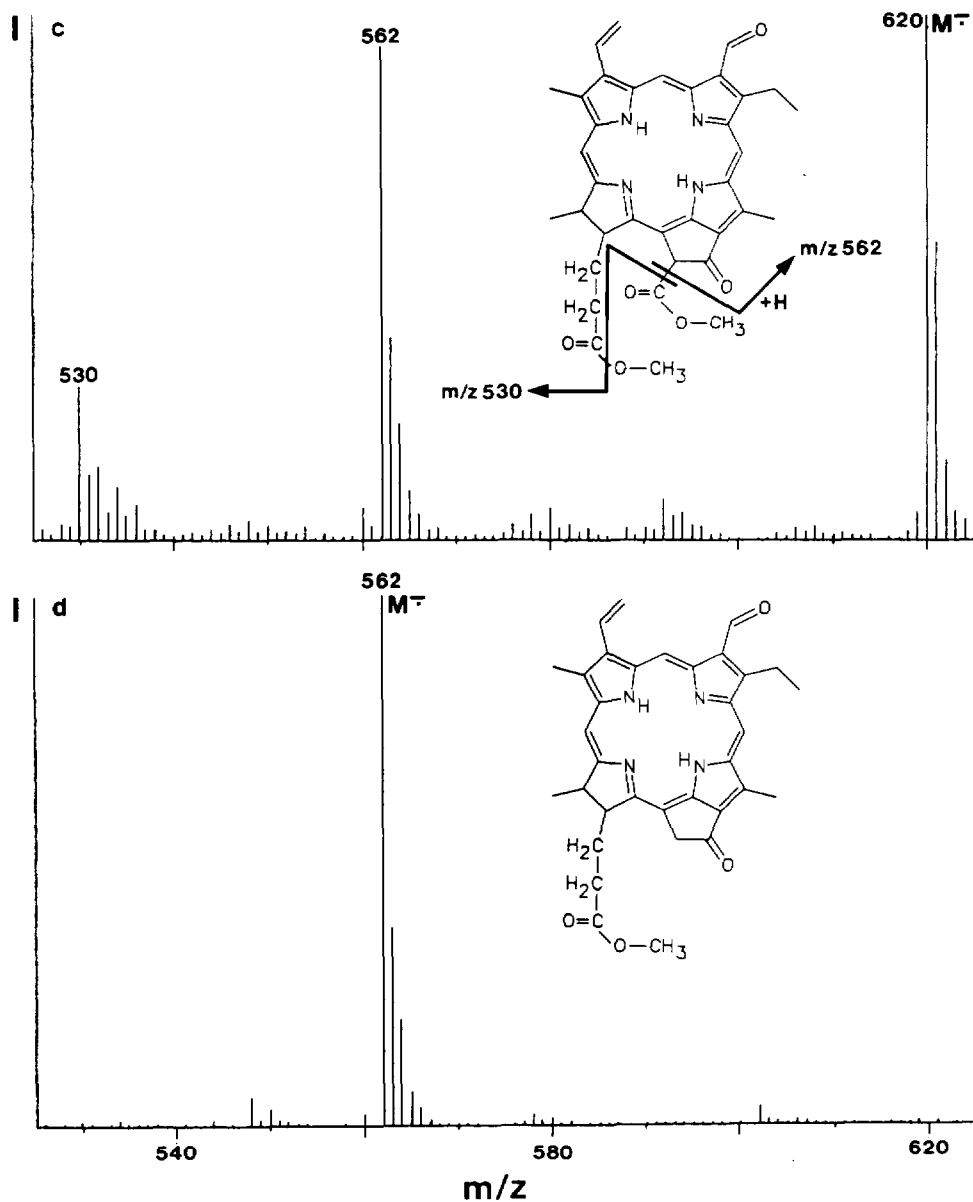 I c
562
620 M⁻·
O
N H
N
N
H N
530
H₂C
H₂C
O=C
O–CH₃
m/z 530
O=C
O–CH₃
O
+H
m/z 562
I d
562
M⁻·
O
N H
N
N
H N
H₂C
H₂C
O=C
O–CH₃
O
540
580
620
m/z